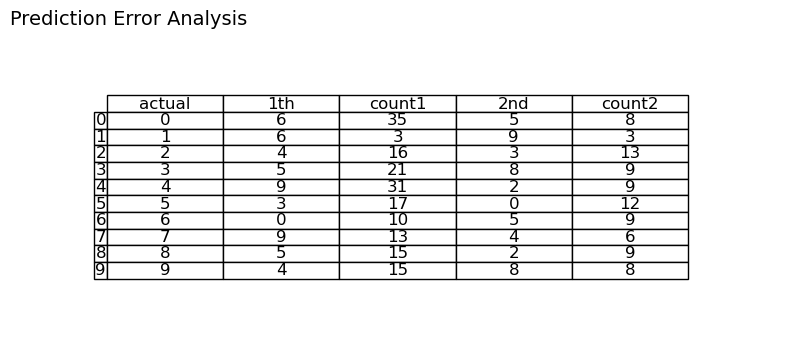 Prediction Error Analysis
actual 1th count1 2nd count2
0 0 6 35 5 8
1 1 6 3 9 3
2 2 4 16 3 13
3 3 5 21 8 9
4 4 9 31 2 9
5 5 3 17 0 12
6 6 0 10 5 9
7 7 9 13 4 6
8 8 5 15 2 9
9 9 4 15 8 8